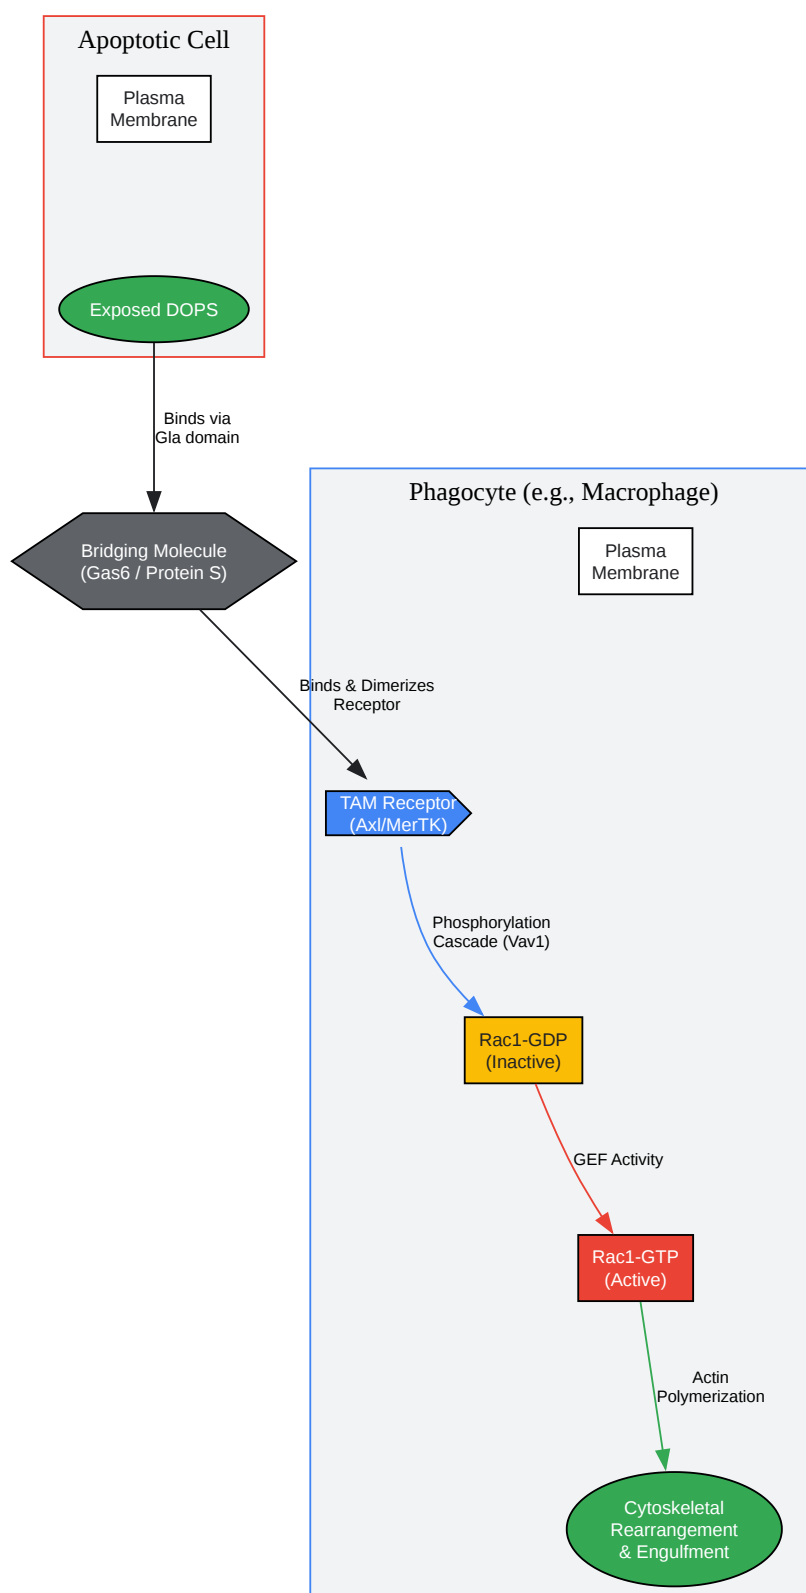 Apoptotic Cell
Plasma
Membrane
Exposed DOPS
Binds via
Gla domain
Phagocyte (e.g., Macrophage)
Bridging Molecule
(Gas6 / Protein S)
Plasma
Membrane
Binds & Dimerizes
Receptor
TAM Receptor
(Axl/MerTK)
Phosphorylation
Cascade (Vav1)
Rac1-GDP
(Inactive)
GEF Activity
Rac1-GTP
(Active)
Actin
Polymerization
Cytoskeletal
Rearrangement
& Engulfment